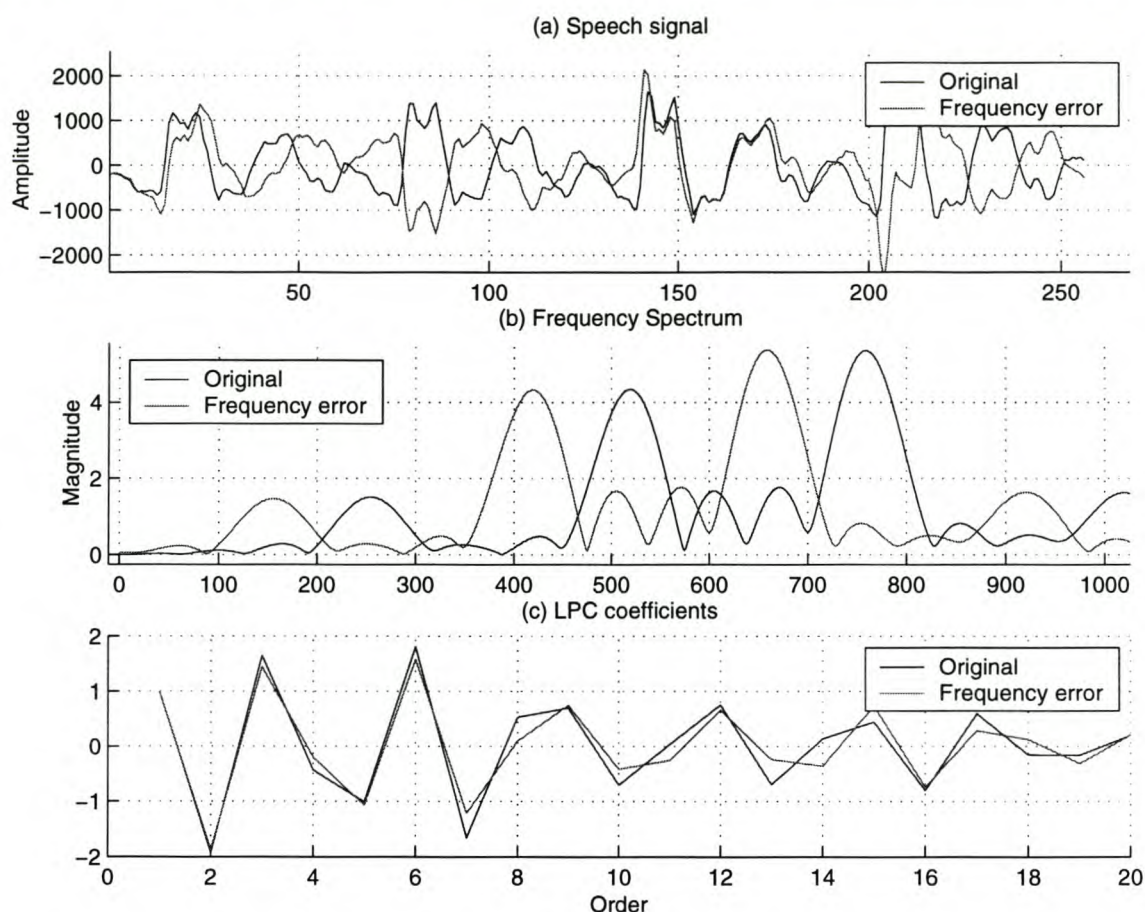 (a) Speech signal
Amplitude
2000
1000
0
−1000
−2000
Original
Frequency error
50 100 150 200 250
(b) Frequency Spectrum
Magnitude
4
2
0
Original
Frequency error
0 100 200 300 400 500 600 700 800 900 1000
(c) LPC coefficients
2
1
0
−1
−2
Original
Frequency error
0 2 4 6 8 10 12 14 16 18 20
Order